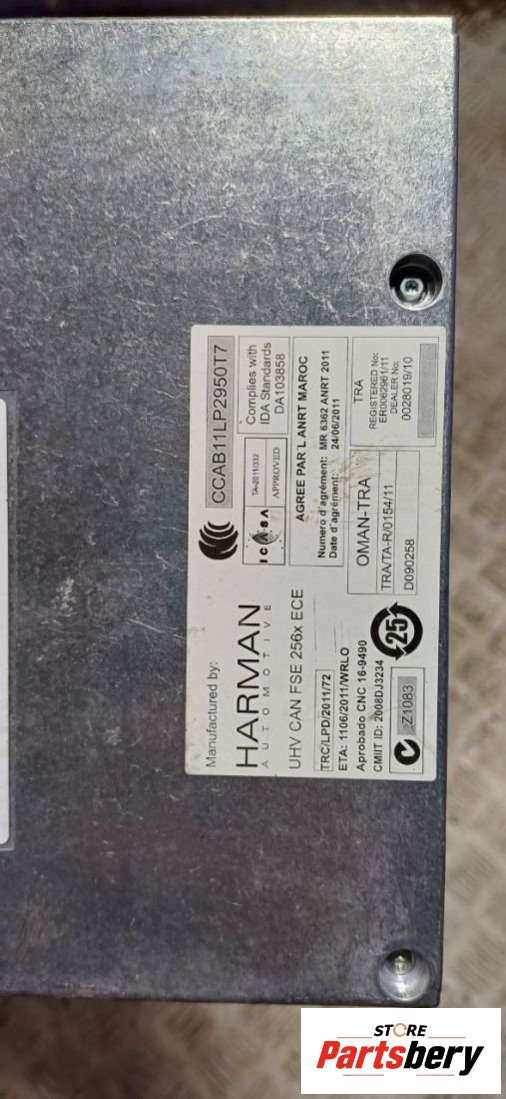 Manufactured by:
HARMAN
AUTOMOTIVE
UHV CAN FSE 256x ECE
TRC/LPD/2011/72
ETA: 1106/2011/WRLO
Aprobado CNC 16-9490
CMIIT ID: 2008DJ3234
Z1083
25
CCAB11LP2950T7
ICASA
TA-2011/332
APPROVED
Complies with
IDA Standards
DA103858
AGREE PAR'L ANRT MAROC
Numero d'agrément: MR 6362 ANRT 2011
Date d'agrément: 24/06/2011
OMAN-TRA
TRA/TA-R/0154/11
D090258
TRA
REGISTERED No:
ER0062961/11
DEALER No:
0028019/10
STORE
Partsbery